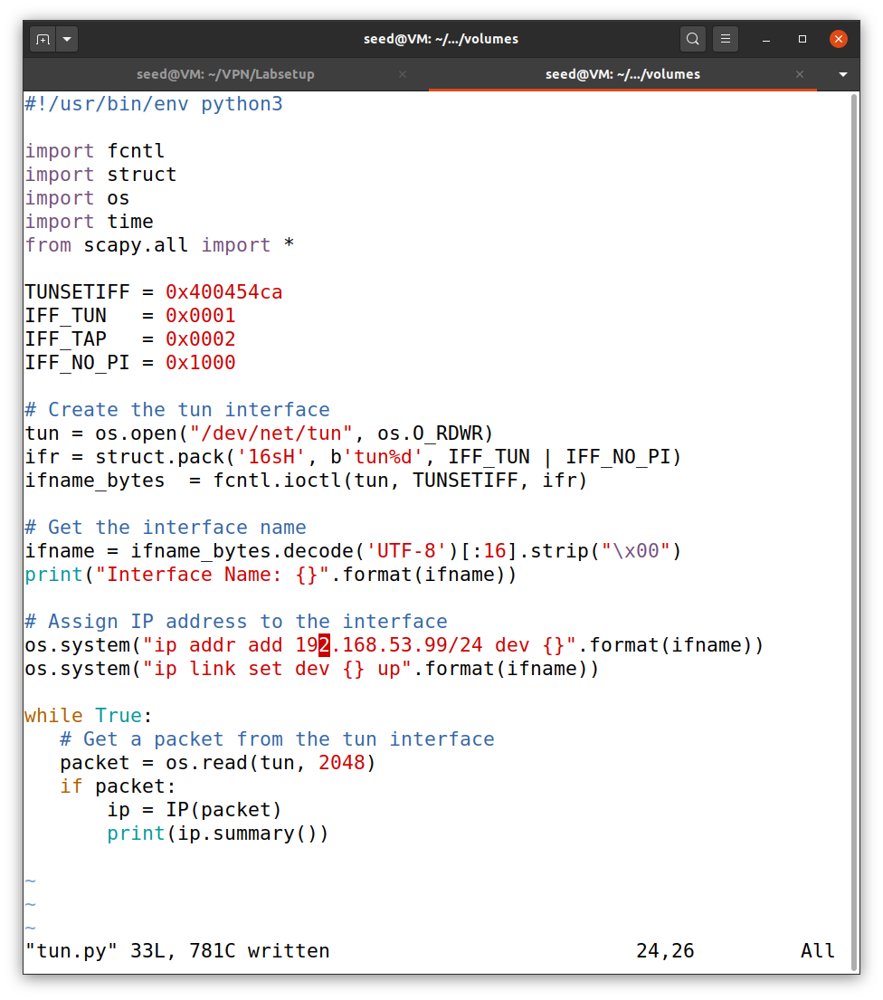 seed@VM: ~/.../volumes
seed@VM: ~/VPN/Labsetup
seed@VM: ~/.../volumes
#!/usr/bin/env python3

import fcntl
import struct
import os
import time
from scapy.all import *

TUNSETIFF = 0x400454ca
IFF_TUN   = 0x0001
IFF_TAP   = 0x0002
IFF_NO_PI = 0x1000

# Create the tun interface
tun = os.open("/dev/net/tun", os.O_RDWR)
ifr = struct.pack('16sH', b'tun%d', IFF_TUN | IFF_NO_PI)
ifname_bytes  = fcntl.ioctl(tun, TUNSETIFF, ifr)

# Get the interface name
ifname = ifname_bytes.decode('UTF-8')[:16].strip("\x00")
print("Interface Name: {}".format(ifname))

# Assign IP address to the interface
os.system("ip addr add 192.168.53.99/24 dev {}".format(ifname))
os.system("ip link set dev {} up".format(ifname))

while True:
   # Get a packet from the tun interface
   packet = os.read(tun, 2048)
   if packet:
       ip = IP(packet)
       print(ip.summary())

~
~
~
"tun.py" 33L, 781C written 24,26 All